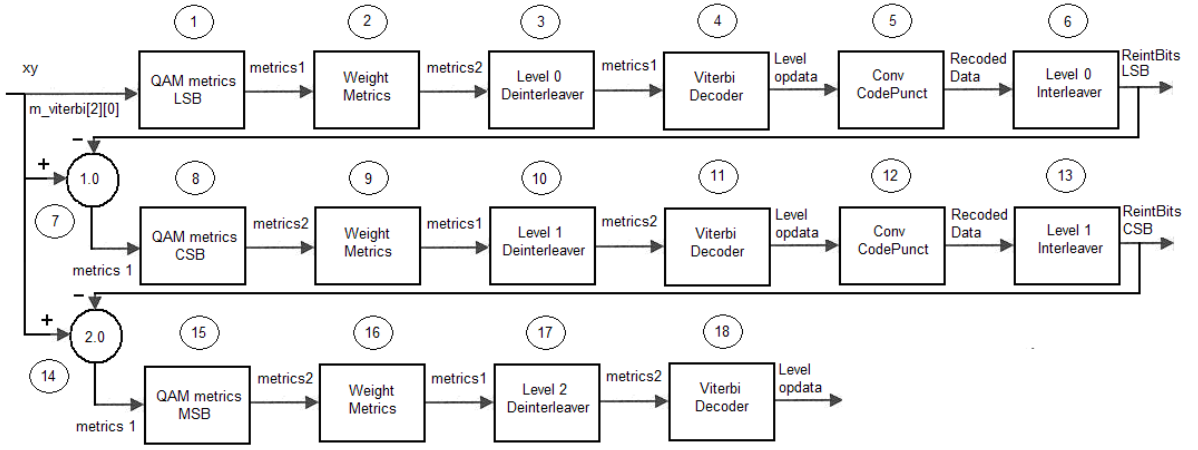 1
2
3
4
5
6
xy
m_viterbi[2][0]
QAM metrics
LSB
metrics1
Weight
Metrics
metrics2
Level 0
Deinterleaver
metrics1
Viterbi
Decoder
Level
opdata
Conv
CodePunct
Recoded
Data
Level 0
Interleaver
ReintBits
LSB
−
+
1.0
7
8
9
10
11
12
13
metrics 1
QAM metrics
CSB
metrics2
Weight
Metrics
metrics1
Level 1
Deinterleaver
metrics2
Viterbi
Decoder
Level
opdata
Conv
CodePunct
Recoded
Data
Level 1
Interleaver
ReintBits
CSB
−
+
2.0
14
15
16
17
18
metrics 1
QAM metrics
MSB
metrics2
Weight
Metrics
metrics1
Level 2
Deinterleaver
metrics2
Viterbi
Decoder
Level
opdata